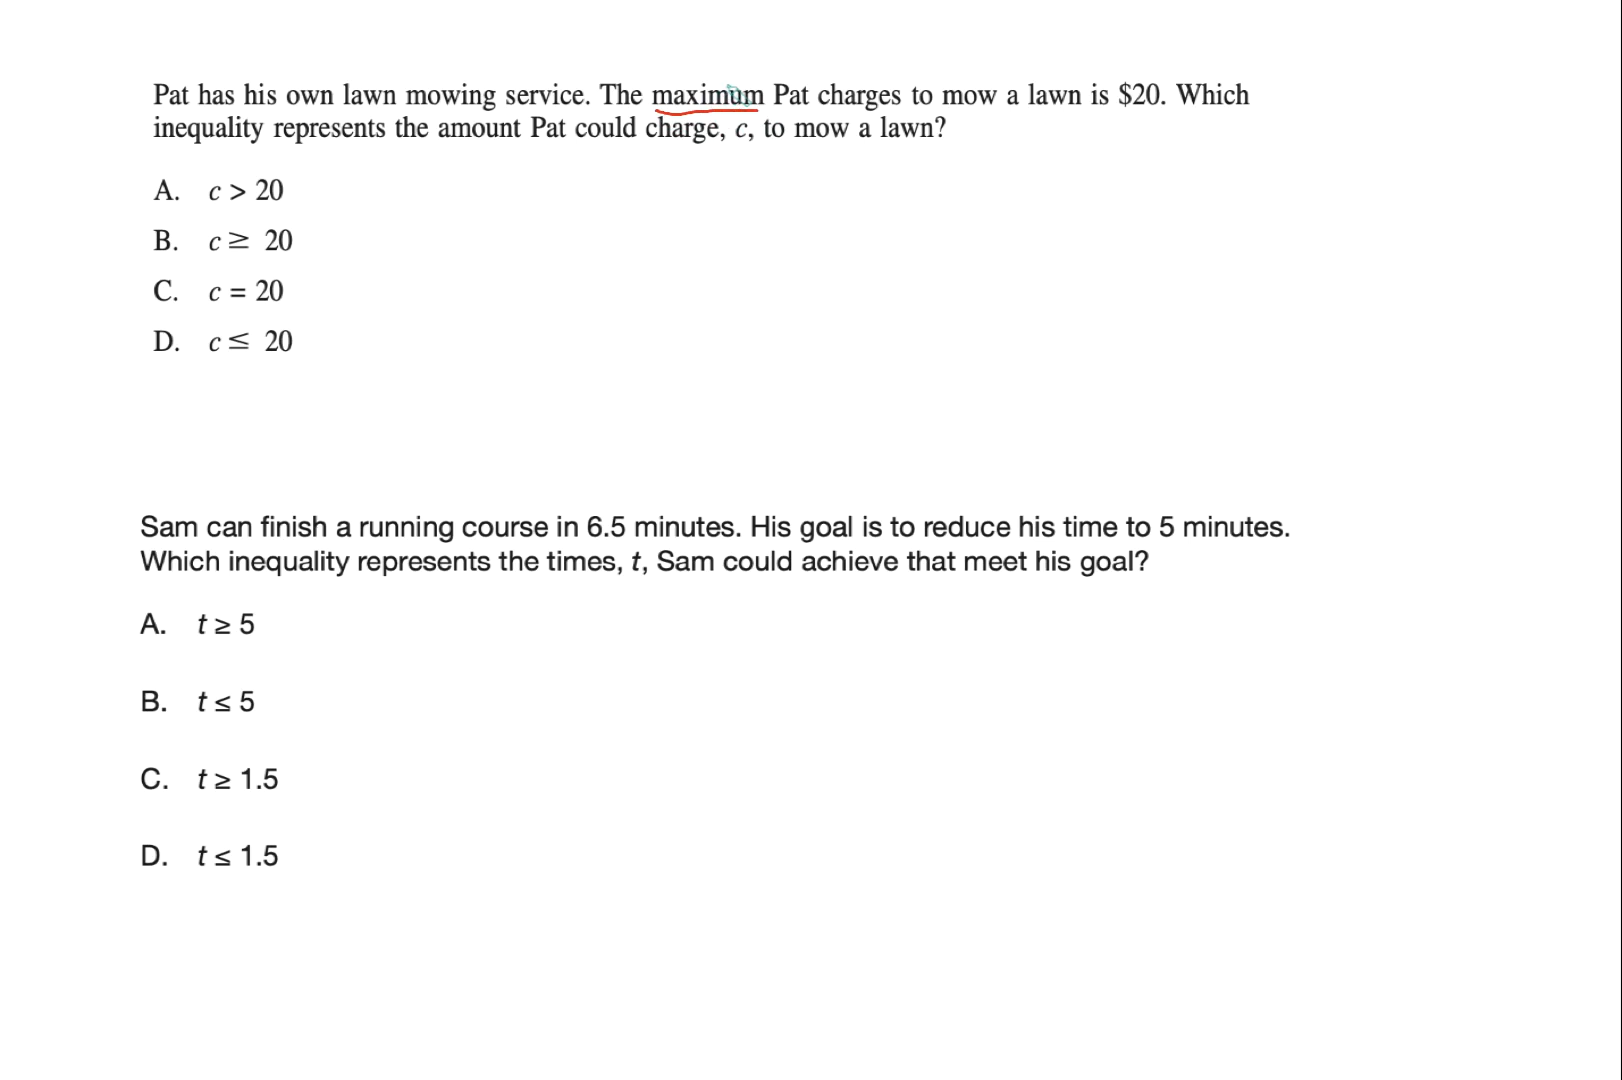 Pat has his own lawn mowing service. The maximum Pat charges to mow a lawn is $20. Which
inequality represents the amount Pat could charge, c, to mow a lawn?
A. c > 20
B. c ≥ 20
C. c = 20
D. c ≤ 20
Sam can finish a running course in 6.5 minutes. His goal is to reduce his time to 5 minutes.
Which inequality represents the times, t, Sam could achieve that meet his goal?
A. t ≥ 5
B. t ≤ 5
C. t ≥ 1.5
D. t ≤ 1.5